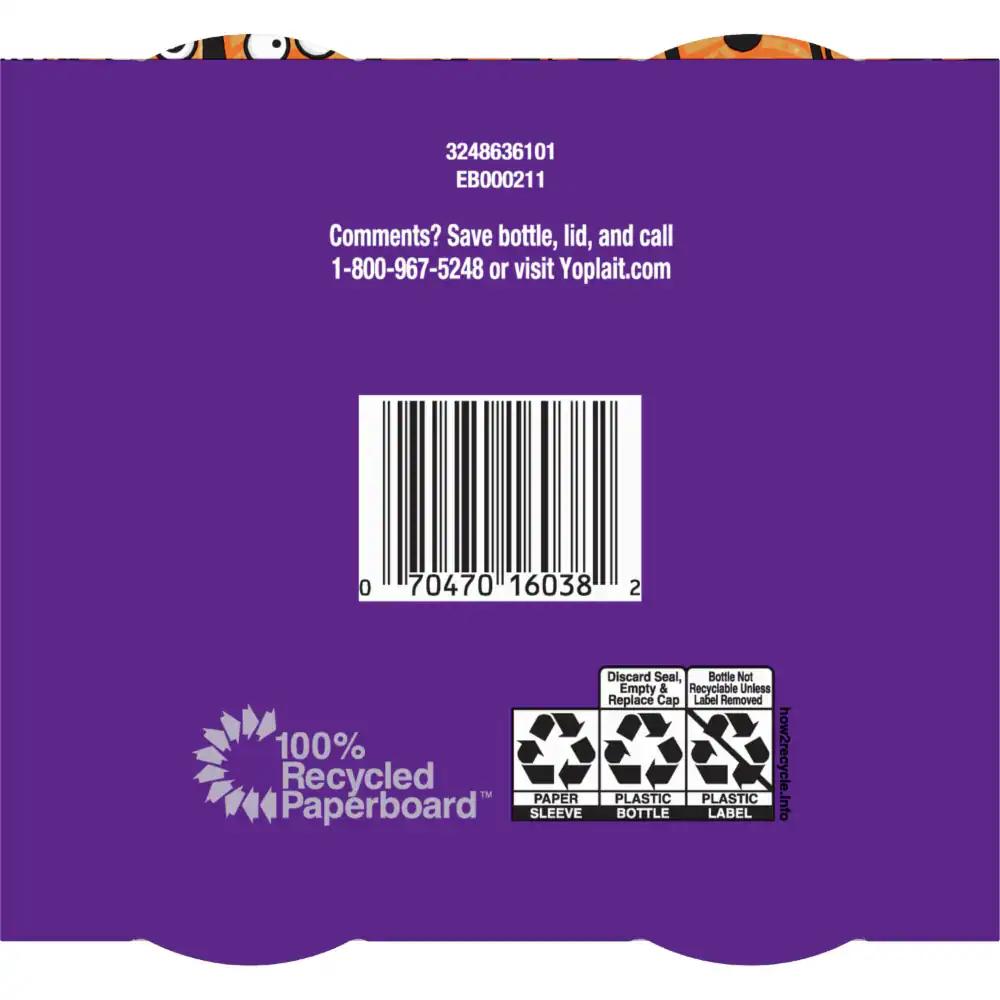 3248636101
EB000211
Comments? Save bottle, lid, and call
1-800-967-5248 or visit Yoplait.com
0 70470 16038 2
100%
Recycled
Paperboard™
Discard Seal,
Empty &
Replace Cap
Bottle Not
Recyclable Unless
Label Removed
PAPER
SLEEVE
PLASTIC
BOTTLE
PLASTIC
LABEL
how2recycle.info